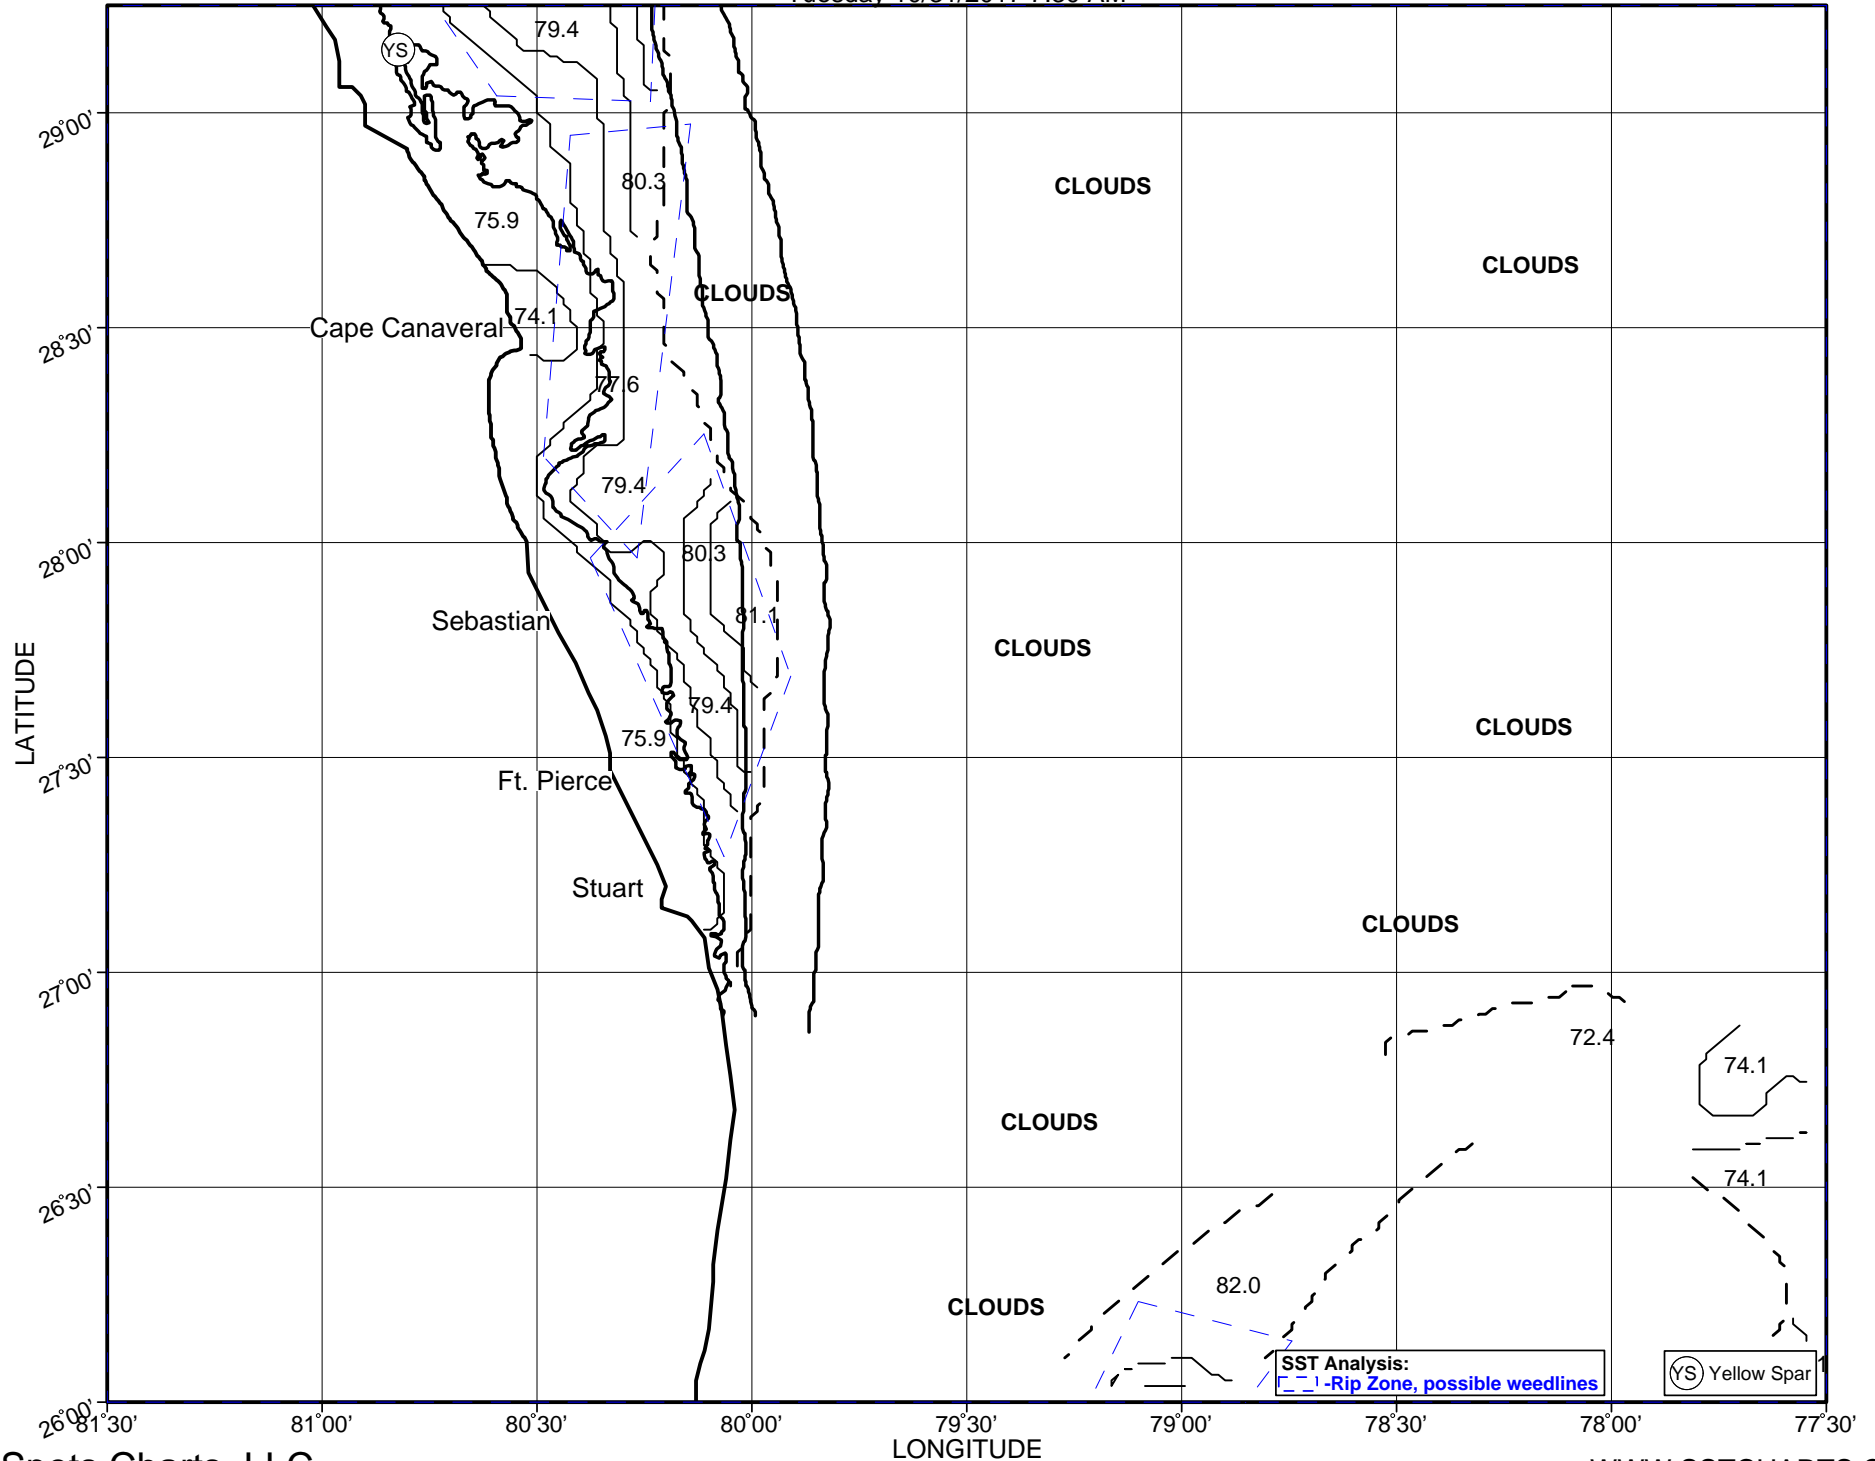 79.4
YS
29°00'
CLOUDS
80.3
75.9
CLOUDS
CLOUDS
74.1
Cape Canaveral
28°30'
77.6
79.4
28°00'
80.3
81.1
Sebastian
CLOUDS
LATITUDE
79.4
CLOUDS
75.9
27°30'
Ft. Pierce
Stuart
CLOUDS
27°00'
72.4
74.1
CLOUDS
74.1
26°30'
82.0
CLOUDS
SST Analysis:
-Rip Zone, possible weedlines
YS Yellow Spar
26°00'
81°30' 81°00' 80°30' 80°00' 79°30' 79°00' 78°30' 78°00' 77°30'
LONGITUDE